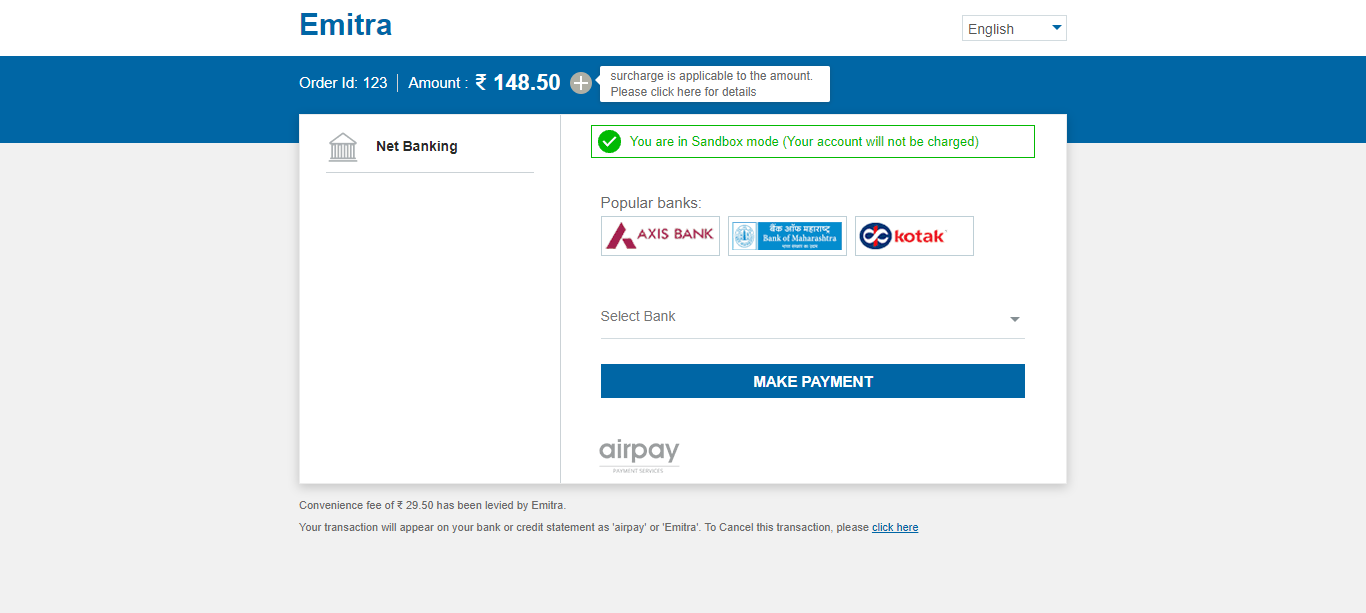 Emitra
English
Order Id: 123 | Amount : ₹ 148.50
surcharge is applicable to the amount.
Please click here for details
Net Banking
You are in Sandbox mode (Your account will not be charged)
Popular banks:
AXIS BANK
बैंक ऑफ महाराष्ट्र
Bank of Maharashtra
kotak
Select Bank
MAKE PAYMENT
airpay
PAYMENT SERVICES
Convenience fee of ₹ 29.50 has been levied by Emitra.
Your transaction will appear on your bank or credit statement as 'airpay' or 'Emitra'. To Cancel this transaction, please click here